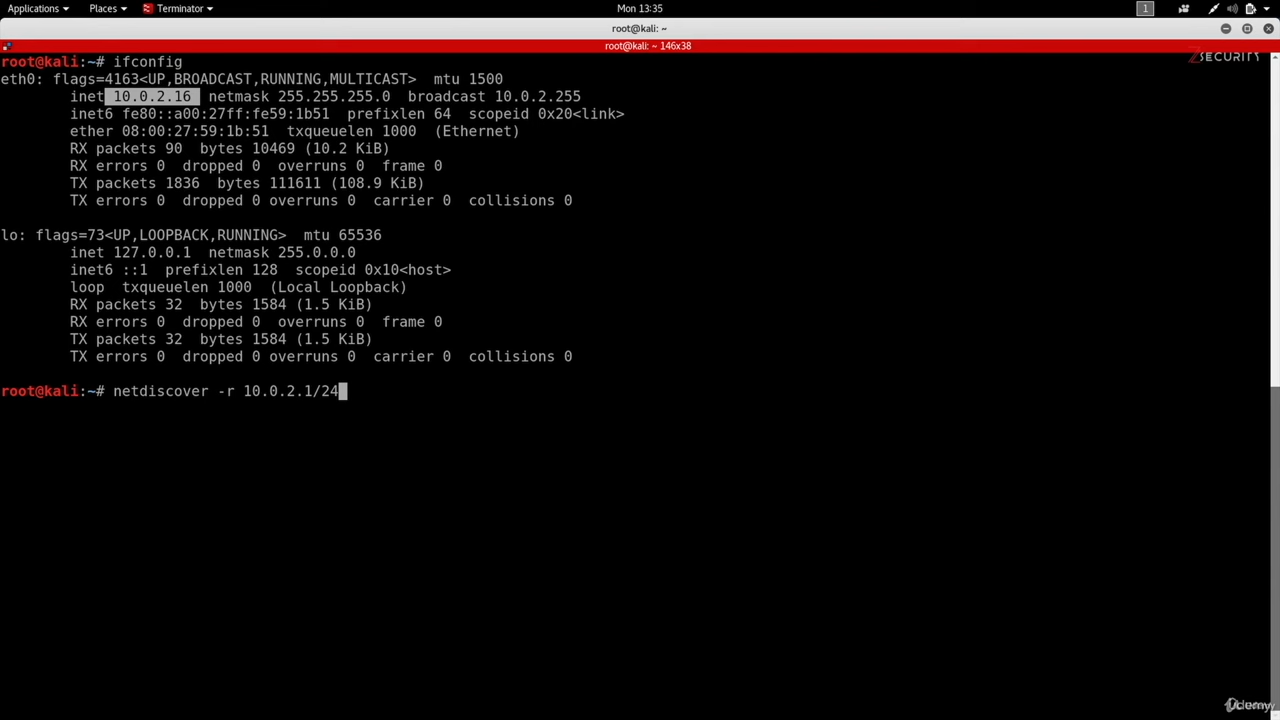 Applications Places Terminator Mon 13:35 1
root@kali: ~
root@kali: ~ 146x38
ZSECURITY
root@kali:~# ifconfig
eth0: flags=4163<UP,BROADCAST,RUNNING,MULTICAST>  mtu 1500
        inet 10.0.2.16  netmask 255.255.255.0  broadcast 10.0.2.255
        inet6 fe80::a00:27ff:fe59:1b51  prefixlen 64  scopeid 0x20<link>
        ether 08:00:27:59:1b:51  txqueuelen 1000  (Ethernet)
        RX packets 90  bytes 10469 (10.2 KiB)
        RX errors 0  dropped 0  overruns 0  frame 0
        TX packets 1836  bytes 111611 (108.9 KiB)
        TX errors 0  dropped 0 overruns 0  carrier 0  collisions 0
lo: flags=73<UP,LOOPBACK,RUNNING>  mtu 65536
        inet 127.0.0.1  netmask 255.0.0.0
        inet6 ::1  prefixlen 128  scopeid 0x10<host>
        loop  txqueuelen 1000  (Local Loopback)
        RX packets 32  bytes 1584 (1.5 KiB)
        RX errors 0  dropped 0  overruns 0  frame 0
        TX packets 32  bytes 1584 (1.5 KiB)
        TX errors 0  dropped 0 overruns 0  carrier 0  collisions 0
root@kali:~# netdiscover -r 10.0.2.1/24
Udemy